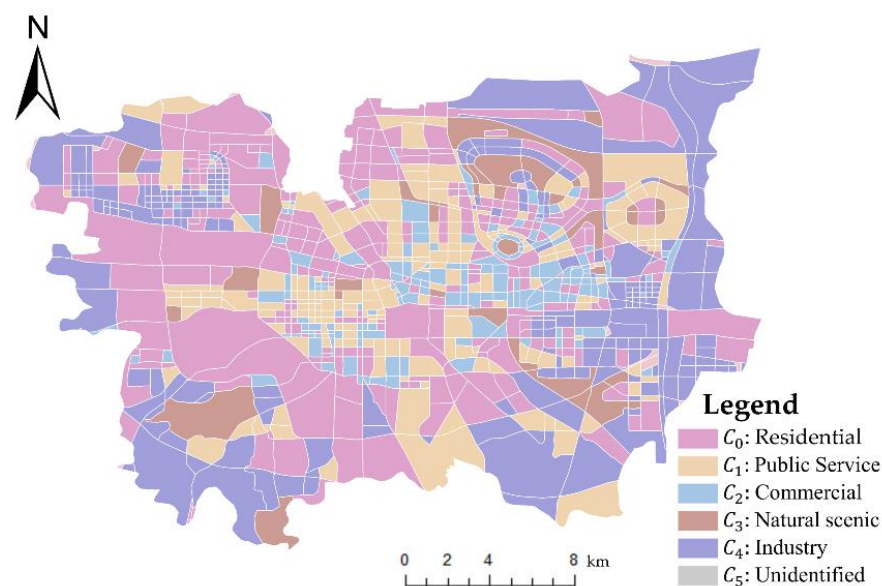 N
Legend
C₀: Residential
C₁: Public Service
C₂: Commercial
C₃: Natural scenic
C₄: Industry
C₅: Unidentified
0 2 4 8 km